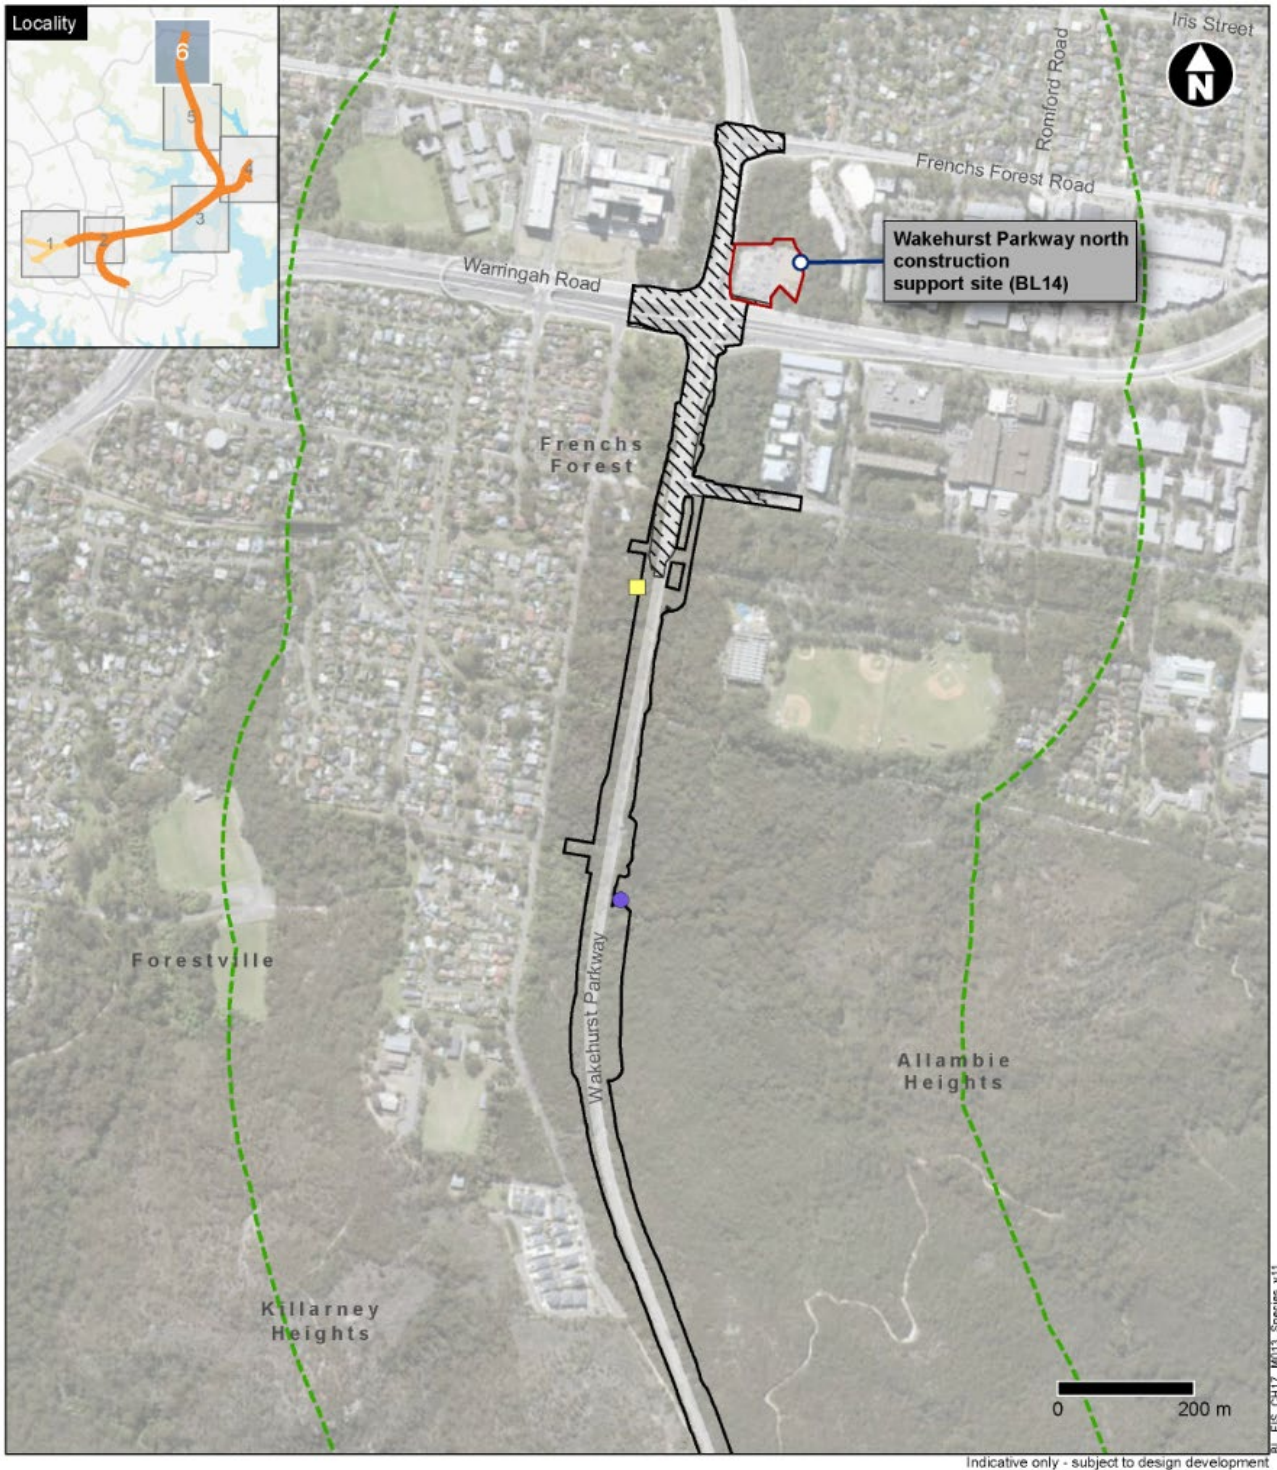 Locality
6
5
4
3
2
1
Iris Street
Romford Road
N
Frenchs Forest Road
Wakehurst Parkway north
construction
support site (BL14)
Warringah Road
Frenchs
Forest
Forestville
Wakehurst Parkway
Allambie
Heights
Killarney
Heights
0 200 m
Indicative only - subject to design development